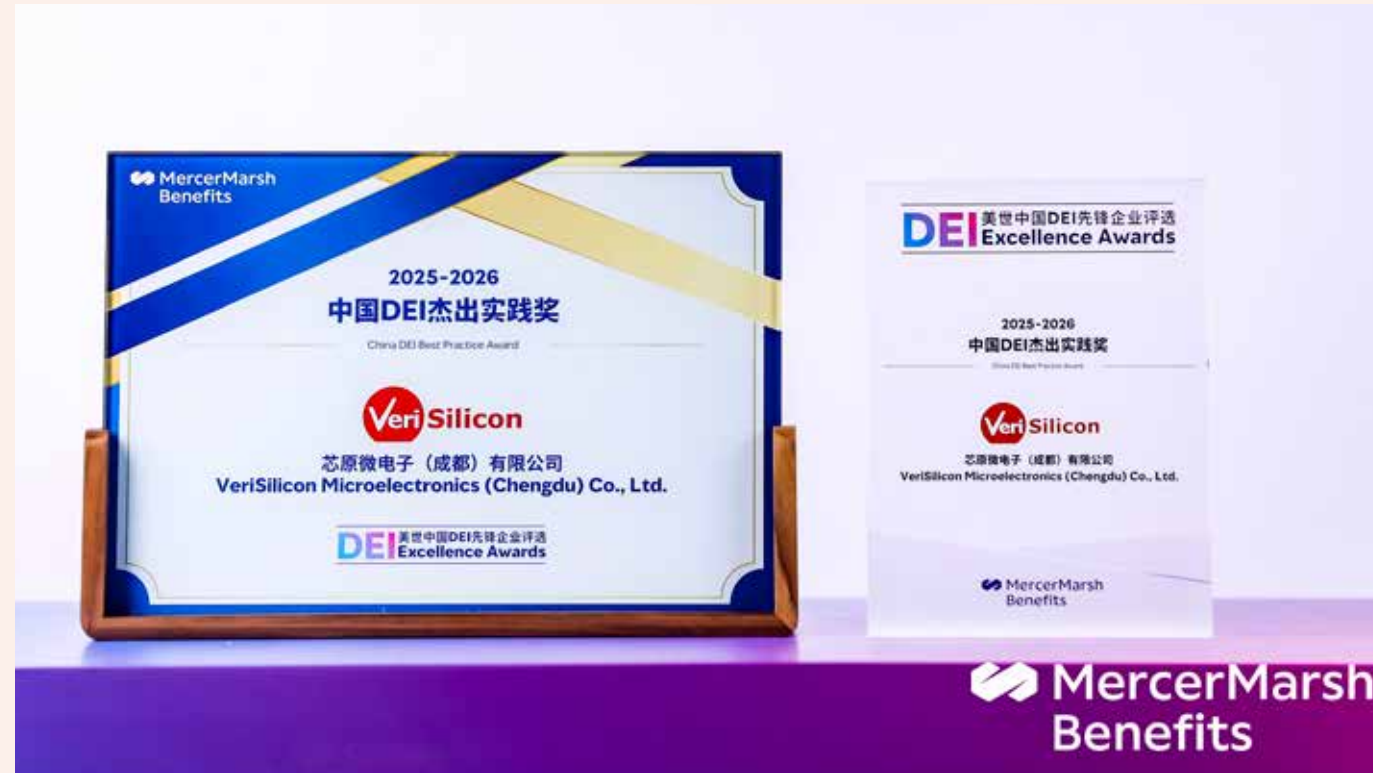 MercerMarsh
Benefits
2025-2026
中国DEI杰出实践奖
China DEI Best Practice Award
VeriSilicon
芯原微电子（成都）有限公司
VeriSilicon Microelectronics (Chengdu) Co., Ltd.
DEI 美世中国DEI先锋企业评选
Excellence Awards
DEI 美世中国DEI先锋企业评选
Excellence Awards
2025-2026
中国DEI杰出实践奖
China DEI Best Practice Award
VeriSilicon
芯原微电子（成都）有限公司
VeriSilicon Microelectronics (Chengdu) Co., Ltd.
MercerMarsh
Benefits
MercerMarsh
Benefits